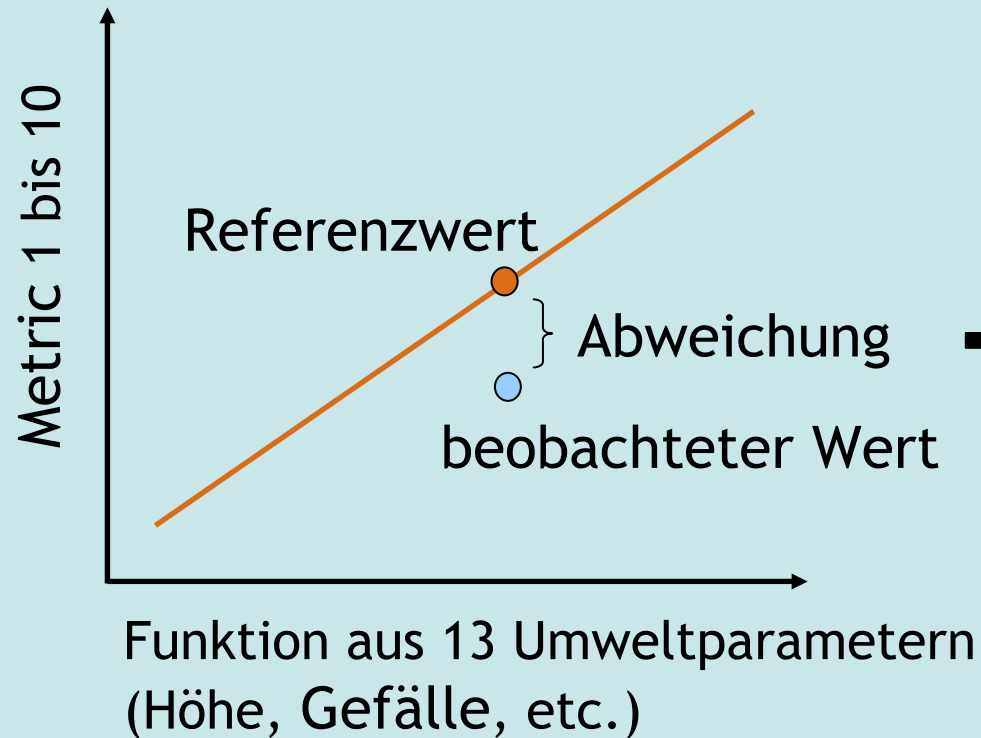 Metric 1 bis 10
Referenzwert
Abweichung
beobachteter Wert
Funktion aus 13 Umweltparametern
(Höhe, Gefälle, etc.)